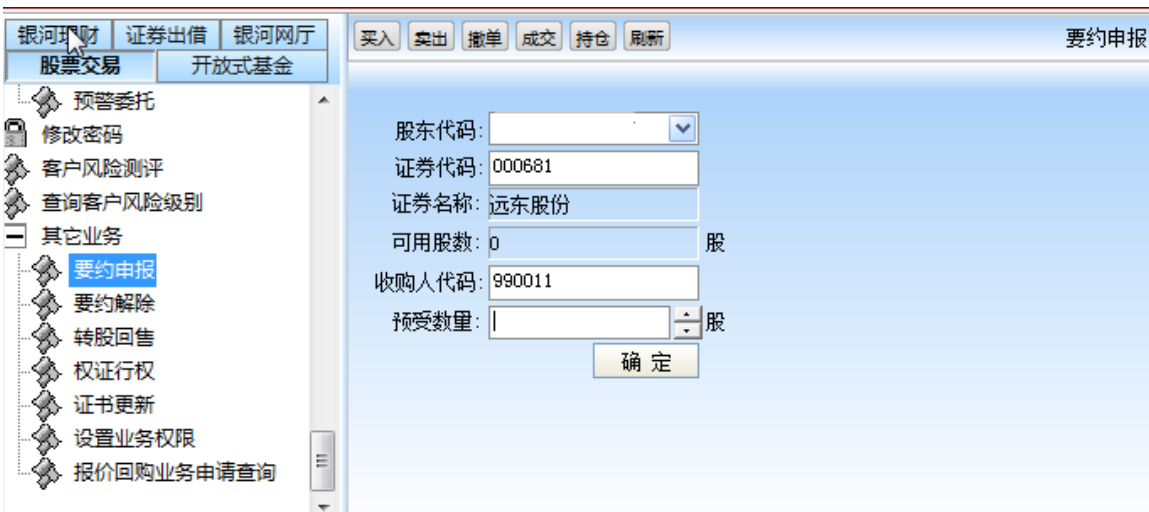 银河理财 证券出借 银河网厅
股票交易 开放式基金
预警委托
修改密码
客户风险测评
查询客户风险级别
其它业务
要约申报
要约解除
转股回售
权证行权
证书更新
设置业务权限
报价回购业务申请查询
买入 卖出 撤单 成交 持仓 刷新 要约申报
股东代码:
证券代码: 000681
证券名称: 远东股份
可用股数: 0 股
收购人代码: 990011
预受数量: 股
确 定